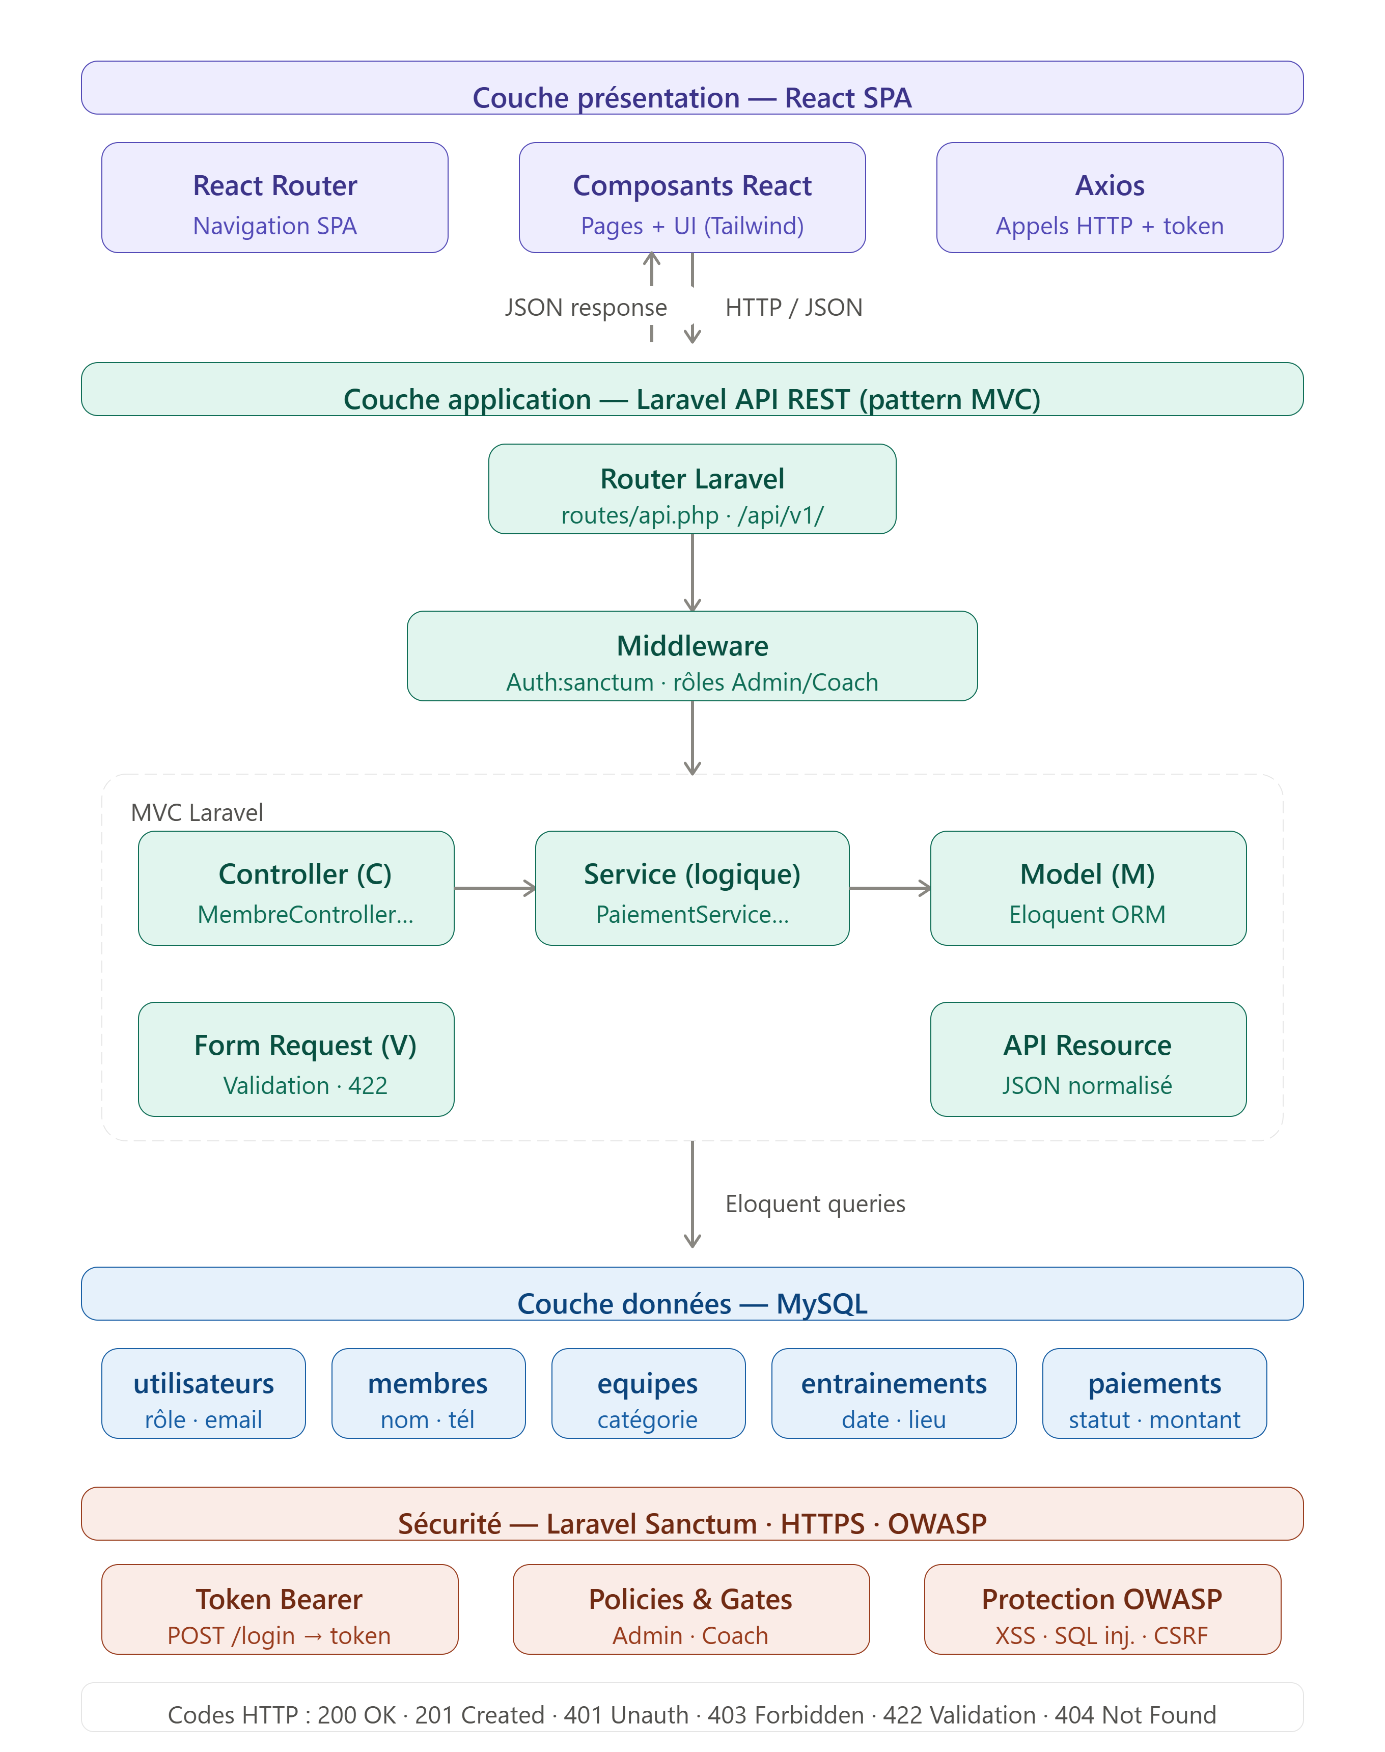 Couche présentation — React SPA
React Router
Navigation SPA
Composants React
Pages + UI (Tailwind)
Axios
Appels HTTP + token
JSON response
HTTP / JSON
Couche application — Laravel API REST (pattern MVC)
Router Laravel
routes/api.php · /api/v1/
Middleware
Auth:sanctum · rôles Admin/Coach
MVC Laravel
Controller (C)
MembreController...
Service (logique)
PaiementService...
Model (M)
Eloquent ORM
Form Request (V)
Validation · 422
API Resource
JSON normalisé
Eloquent queries
Couche données — MySQL
utilisateurs
rôle · email
membres
nom · tél
equipes
catégorie
entrainements
date · lieu
paiements
statut · montant
Sécurité — Laravel Sanctum · HTTPS · OWASP
Token Bearer
POST /login → token
Policies & Gates
Admin · Coach
Protection OWASP
XSS · SQL inj. · CSRF
Codes HTTP : 200 OK · 201 Created · 401 Unauth · 403 Forbidden · 422 Validation · 404 Not Found